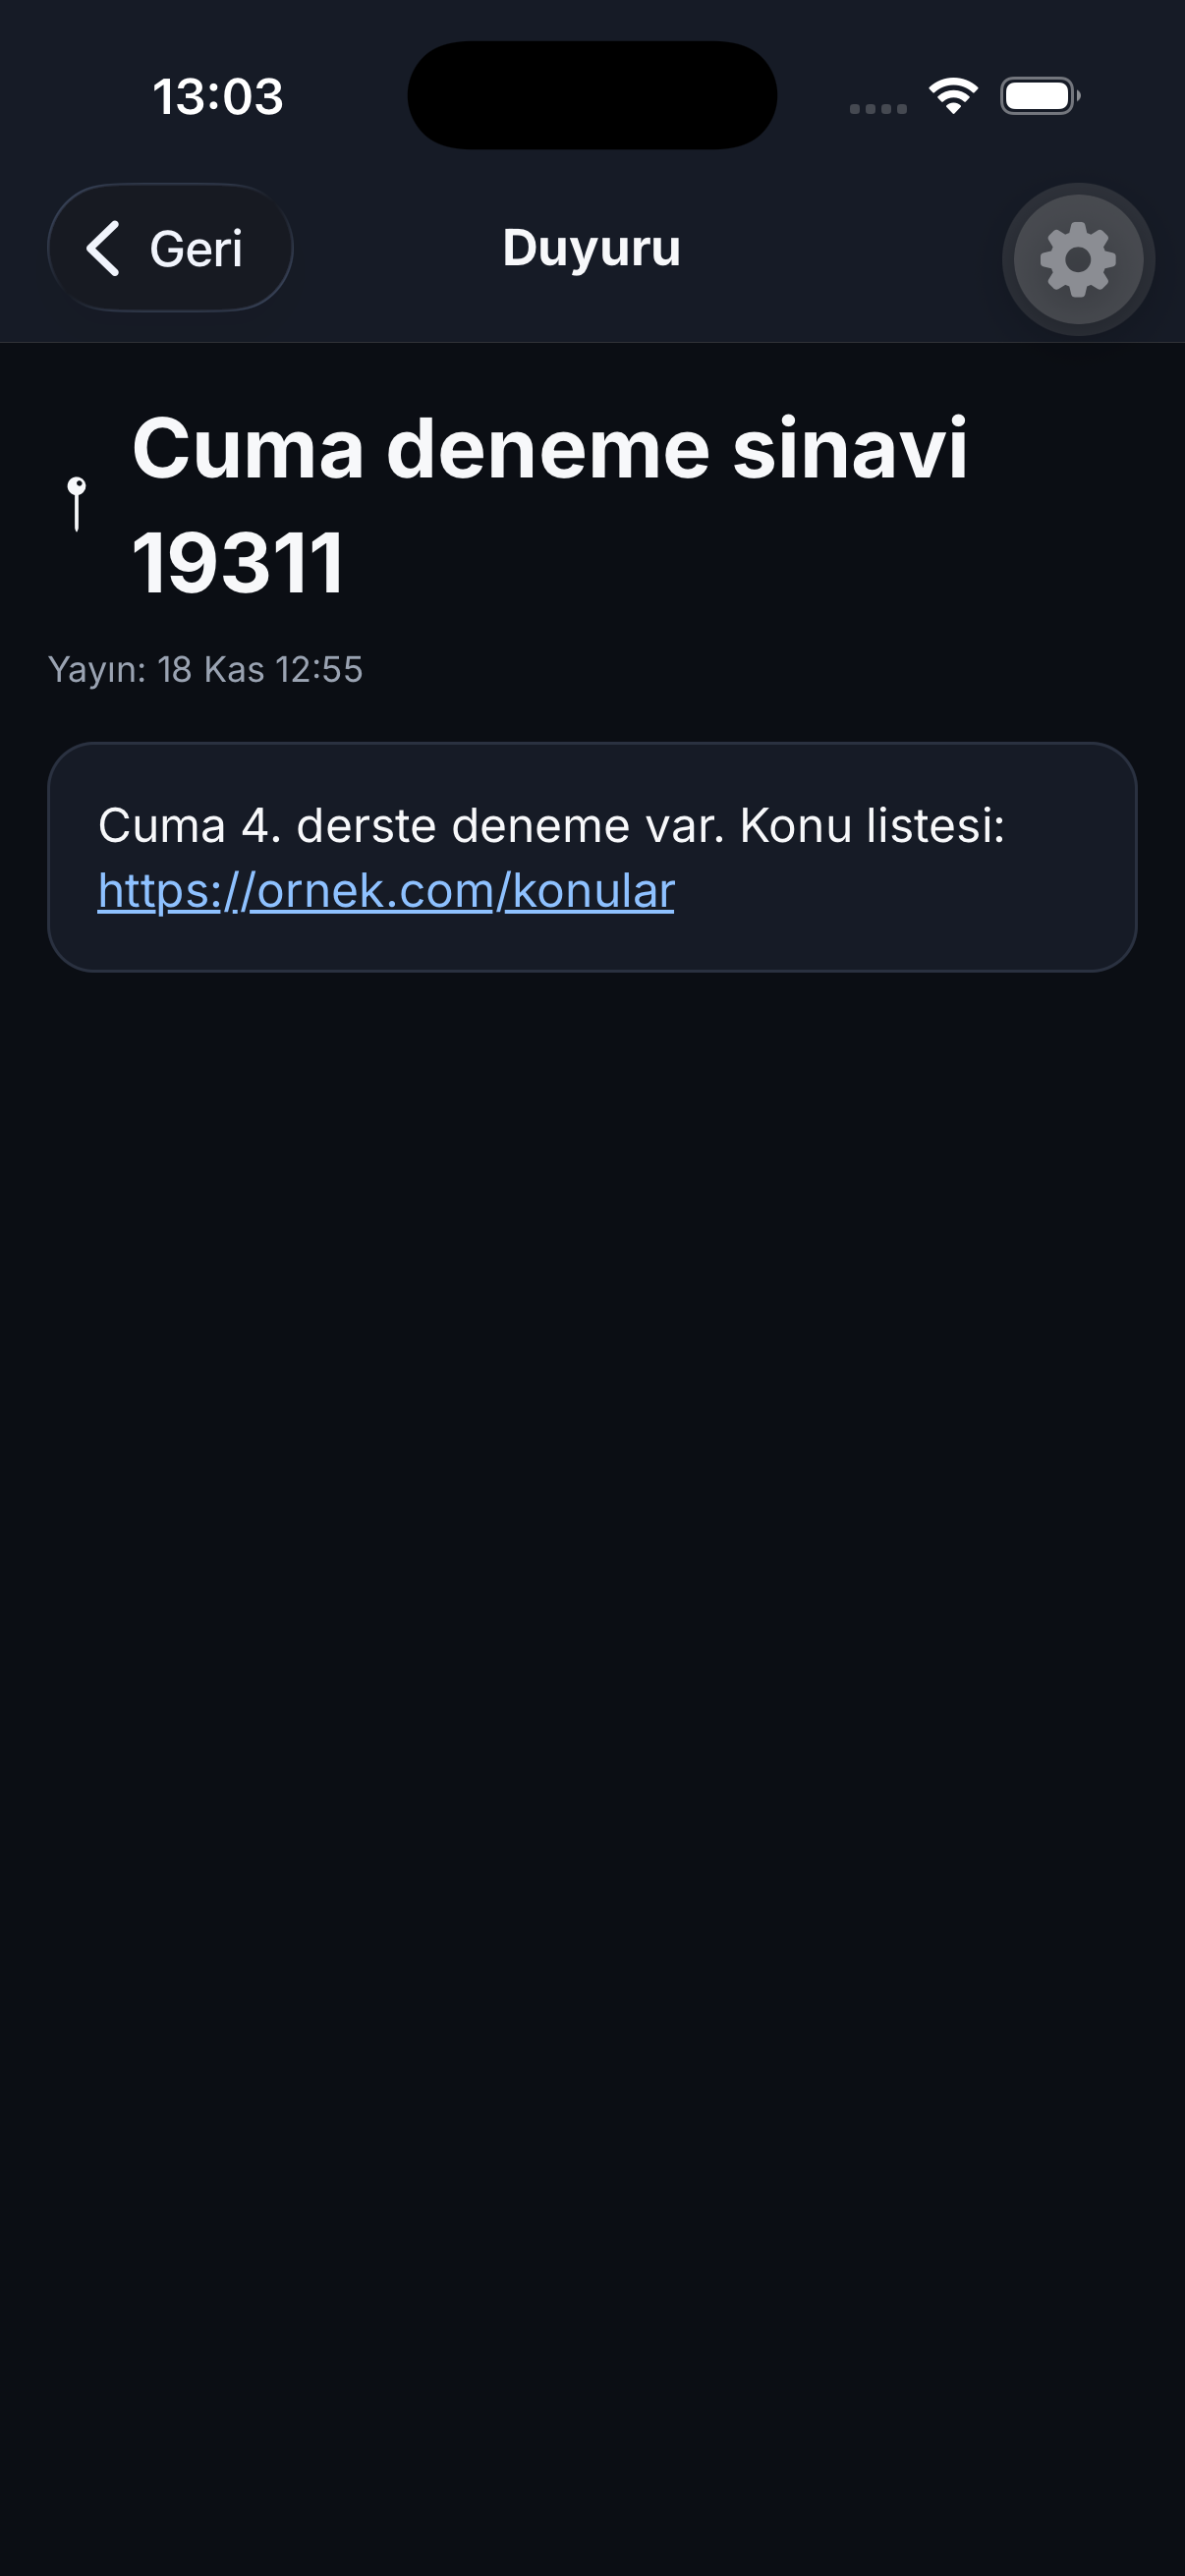 13:03
Geri
Duyuru
Cuma deneme sinavi
19311
Yayın: 18 Kas 12:55
Cuma 4. derste deneme var. Konu listesi:
https://ornek.com/konular